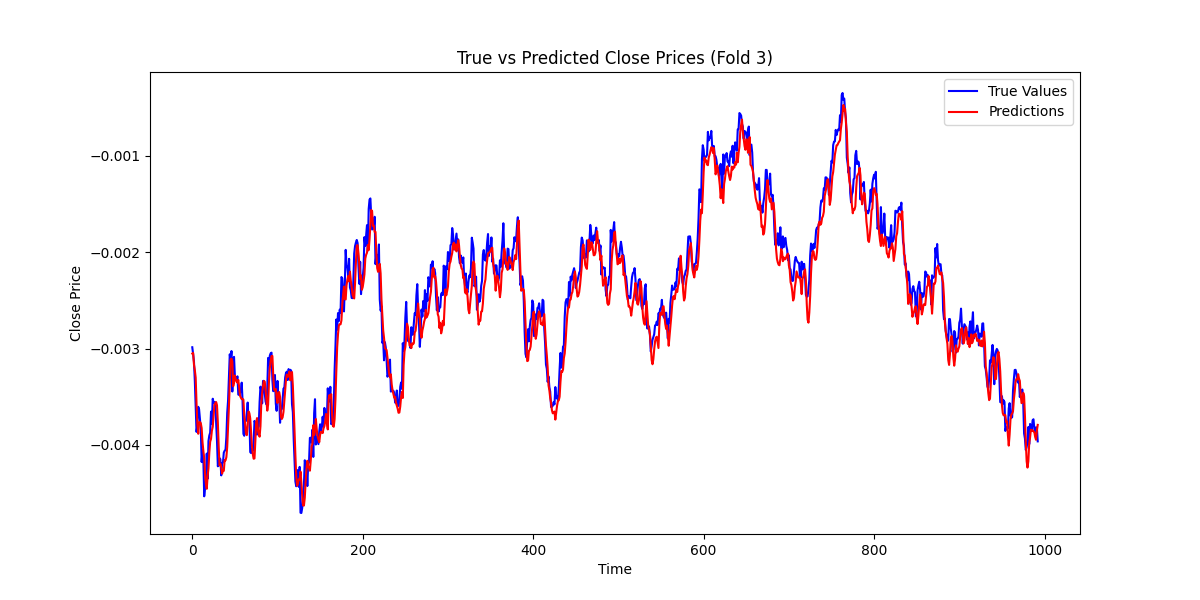 True vs Predicted Close Prices (Fold 3)
True Values
Predictions
−0.001
−0.002
−0.003
−0.004
Close Price
0 200 400 600 800 1000
Time